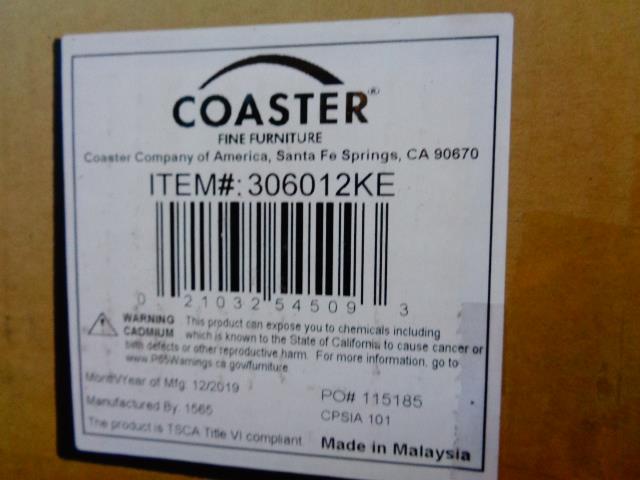 COASTER®
FINE FURNITURE
Coaster Company of America, Santa Fe Springs, CA 90670
ITEM#: 306012KE
0 21032 54509 3
WARNING
CADMIUM
This product can expose you to chemicals including
which is known to the State of California to cause cancer or
birth defects or other reproductive harm. For more information, go to
www.P65Warnings.ca.gov/furniture.
Month/Year of Mfg: 12/2019
PO# 115185
Manufactured By: 1565
CPSIA 101
The product is TSCA Title VI compliant.
Made in Malaysia